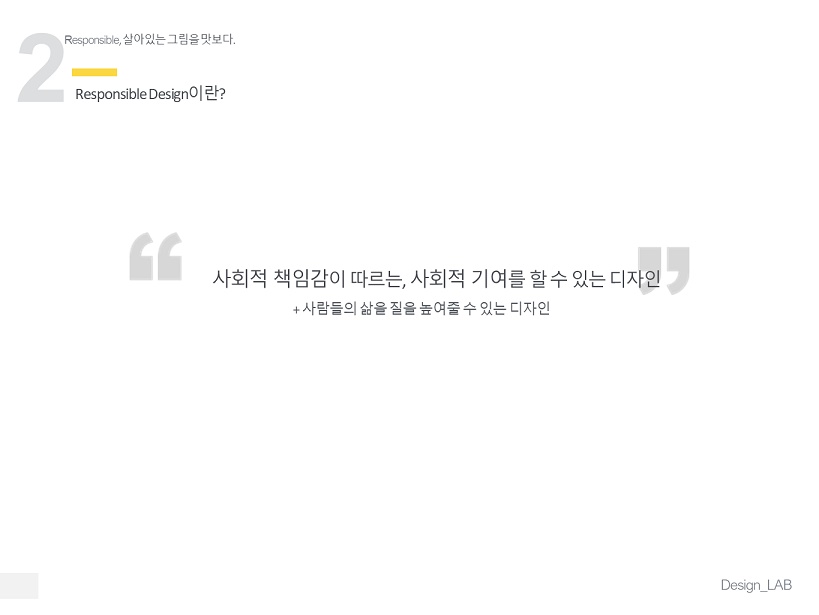 2
Responsible, 살아있는 그림을 맛보다.
Responsible Design이란?
“
사회적 책임감이 따르는, 사회적 기여를 할 수 있는 디자인
”
+ 사람들의 삶을 질을 높여줄 수 있는 디자인
Design_LAB